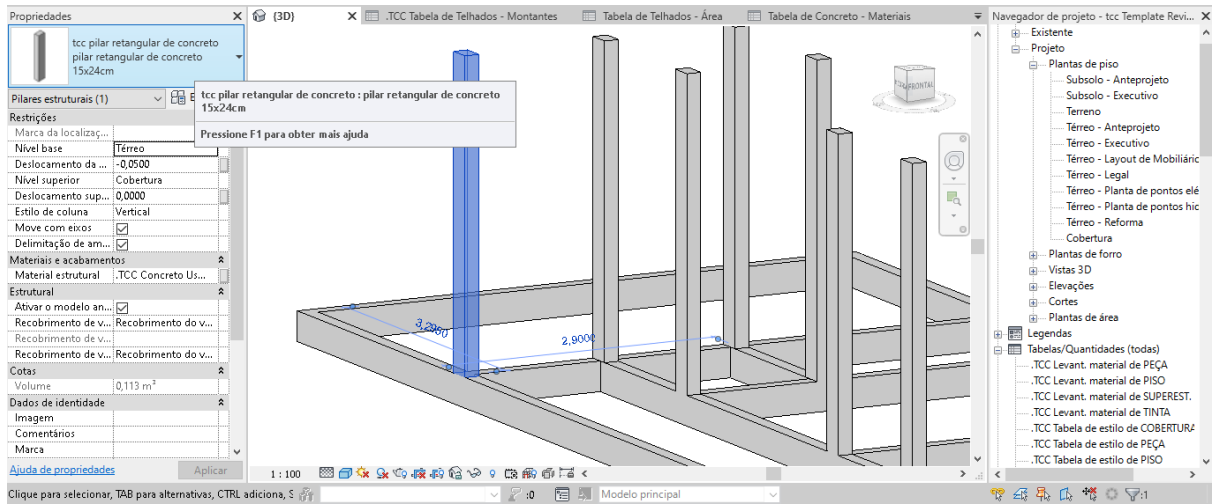 Propriedades
(3D)
.TCC Tabela de Telhados - Montantes
Tabela de Telhados - Área
Tabela de Concreto - Materiais
Navegador de projeto - tcc Template Revi...
tcc pilar retangular de concreto
pilar retangular de concreto
15x24cm
Pilares estruturais (1)
tcc pilar retangular de concreto : pilar retangular de concreto
15x24cm
Pressione F1 para obter mais ajuda
Restrições
Marca da localizaç...
Nível base Térreo
Deslocamento da ... -0,0500
Nível superior Cobertura
Deslocamento sup... 0,0000
Estilo de coluna Vertical
Move com eixos
Delimitação de am...
Materiais e acabamentos
Material estrutural .TCC Concreto Us...
Estrutural
Ativar o modelo an...
Recobrimento de v... Recobrimento do v...
Recobrimento de v...
Recobrimento de v... Recobrimento do v...
Cotas
Volume 0,113 m³
Dados de identidade
Imagem
Comentários
Marca
Ajuda de propriedades
Aplicar
FRONTAL
3,2950
2,9000
1 : 100
Existente
Projeto
Plantas de piso
Subsolo - Anteprojeto
Subsolo - Executivo
Terreno
Térreo - Anteprojeto
Térreo - Executivo
Térreo - Layout de Mobiliáric
Térreo - Legal
Térreo - Planta de pontos elé
Térreo - Planta de pontos hic
Térreo - Reforma
Cobertura
Plantas de forro
Vistas 3D
Elevações
Cortes
Plantas de área
Legendas
Tabelas/Quantidades (todas)
.TCC Levant. material de PEÇA
.TCC Levant. material de PISO
.TCC Levant. material de SUPEREST.
.TCC Levant. material de TINTA
.TCC Tabela de estilo de COBERTURA
.TCC Tabela de estilo de PEÇA
.TCC Tabela de estilo de PISO
Clique para selecionar, TAB para alternativas, CTRL adiciona, S
:0
Modelo principal
:1